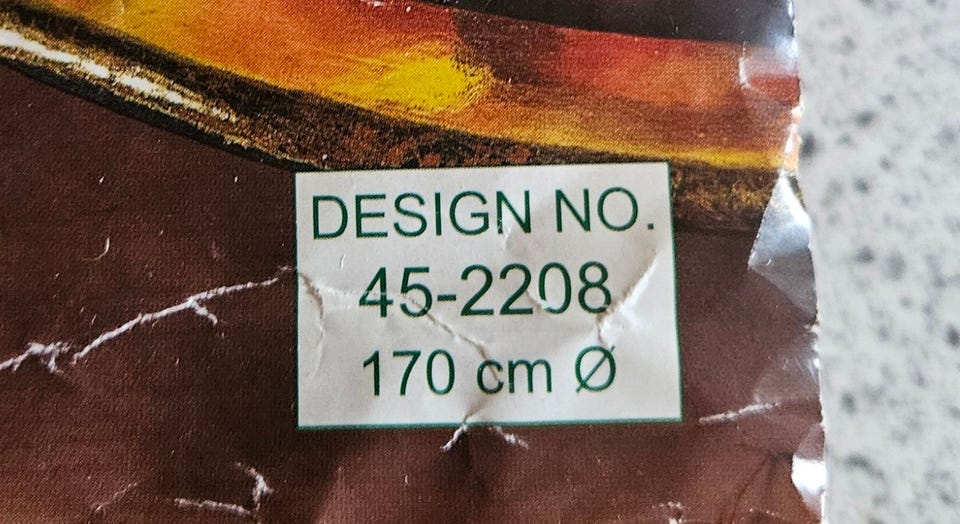 DESIGN NO.
45-2208
170 cm Ø